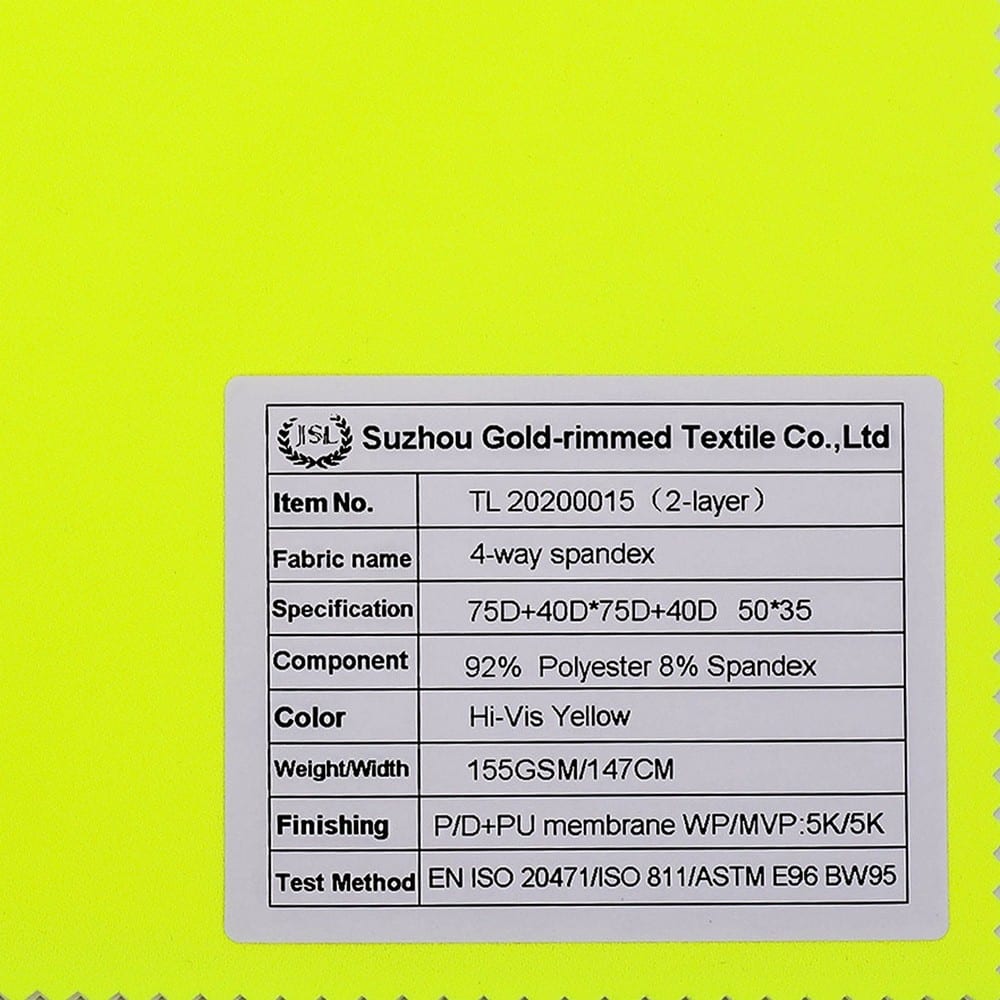 JSL Suzhou Gold-rimmed Textile Co.,Ltd
Item No. TL 20200015（2-layer）
Fabric name 4-way spandex
Specification 75D+40D*75D+40D 50*35
Component 92% Polyester 8% Spandex
Color Hi-Vis Yellow
Weight/Width 155GSM/147CM
Finishing P/D+PU membrane WP/MVP:5K/5K
Test Method EN ISO 20471/ISO 811/ASTM E96 BW95